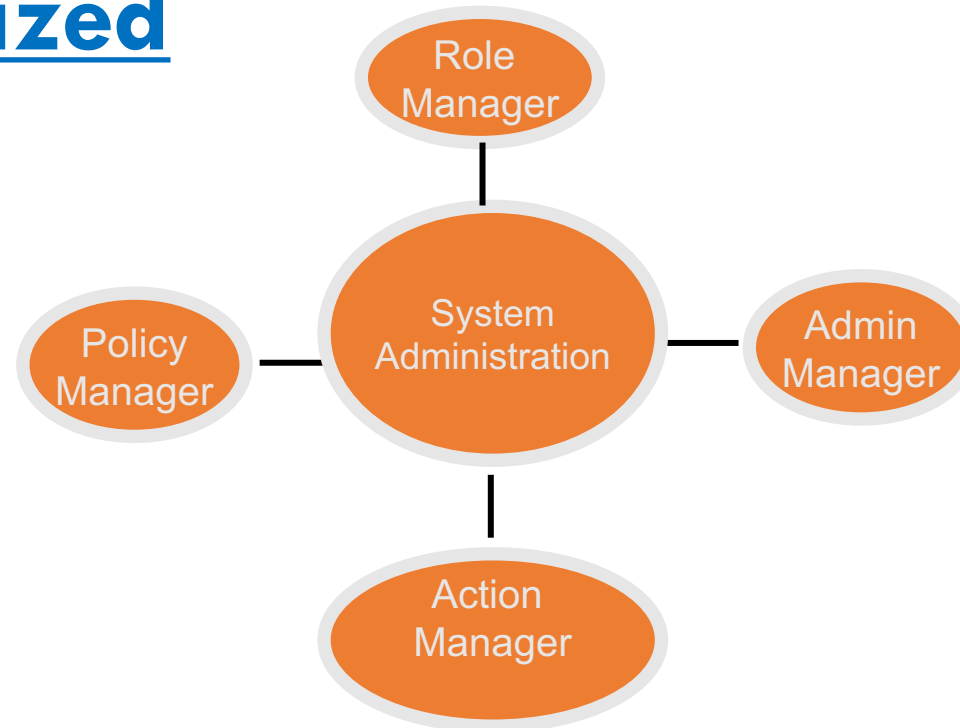 ized
Role
Manager
System
Administration
Policy
Manager
Admin
Manager
Action
Manager